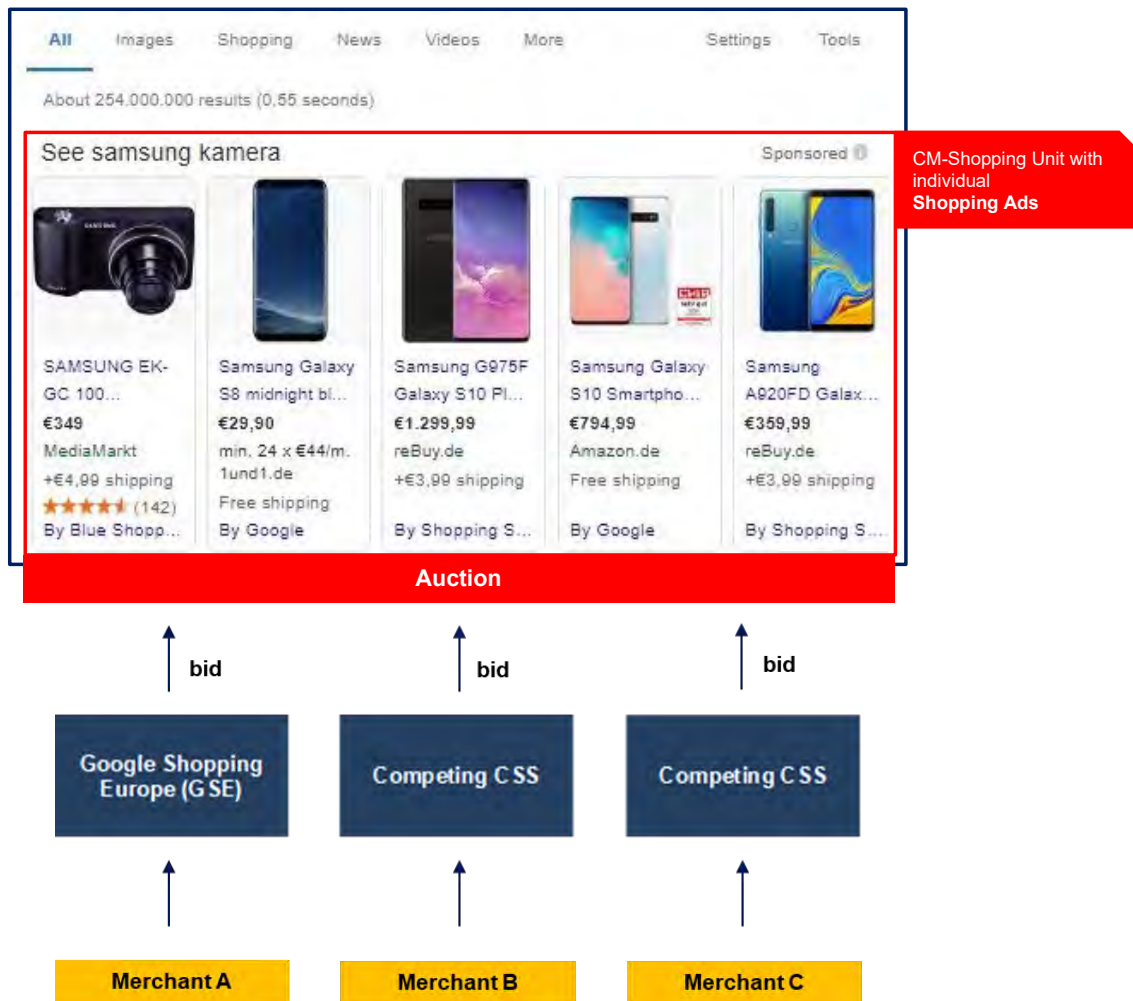 All Images Shopping News Videos More Settings Tools
About 254.000.000 results (0,55 seconds)
See samsung kamera Sponsored
CM-Shopping Unit with
individual
Shopping Ads
SAMSUNG
SAMSUNG EK-
GC 100...
€349
MediaMarkt
+€4,99 shipping
(142)
By Blue Shopp...
Samsung Galaxy
S8 midnight bl...
€29,90
min. 24 x €44/m.
1und1.de
Free shipping
By Google
Samsung G975F
Galaxy S10 Pl...
€1.299,99
reBuy.de
+€3,99 shipping
By Shopping S...
Samsung Galaxy
S10 Smartpho...
€794,99
Amazon.de
Free shipping
By Google
Samsung
A920FD Galax...
€359,99
reBuy.de
+€3,99 shipping
By Shopping S....
Auction
bid
bid
bid
Google Shopping
Europe (GSE)
Competing CSS
Competing CSS
Merchant A
Merchant B
Merchant C